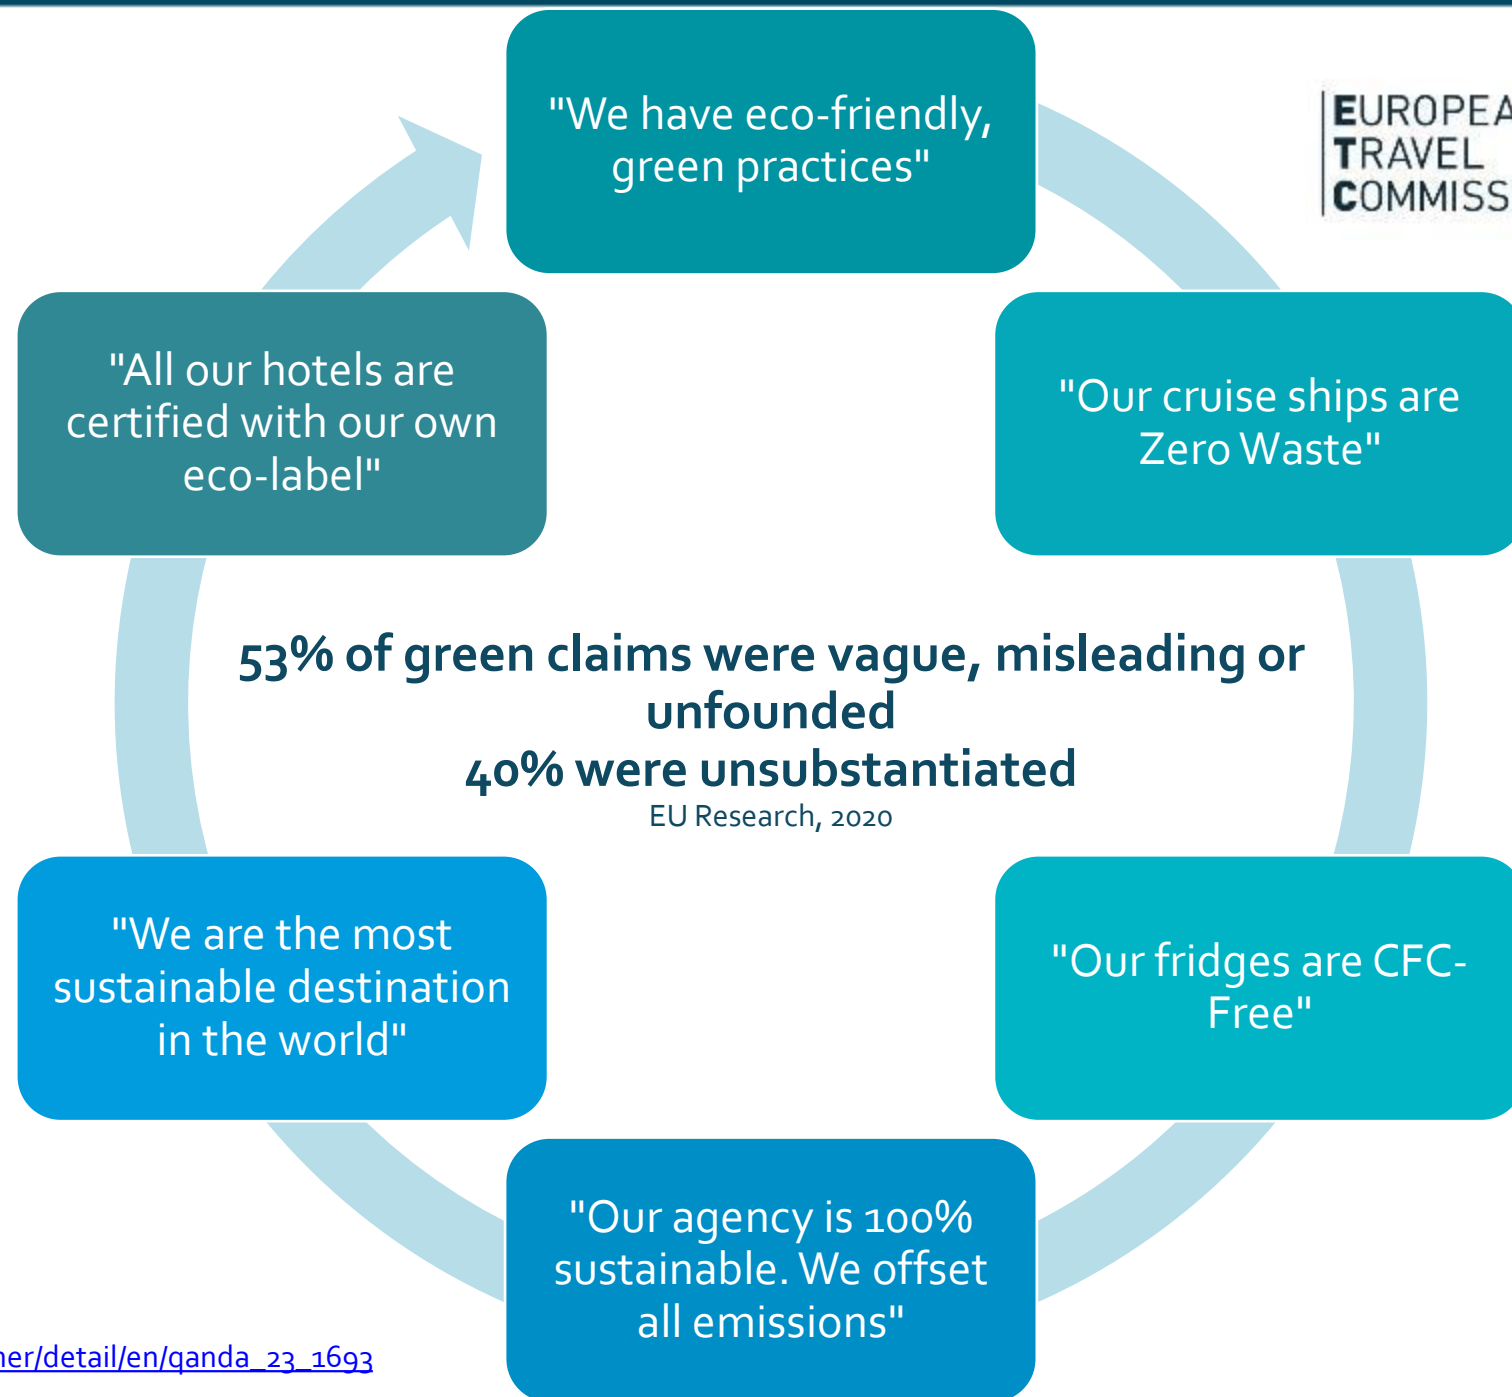 "We have eco-friendly,
green practices"
EUROPEA
TRAVEL
COMMISS
"All our hotels are
certified with our own
eco-label"
"Our cruise ships are
Zero Waste"
53% of green claims were vague, misleading or
unfounded
40% were unsubstantiated
EU Research, 2020
"We are the most
sustainable destination
in the world"
"Our fridges are CFC-
Free"
"Our agency is 100%
sustainable. We offset
all emissions"
ner/detail/en/qanda_23_1693